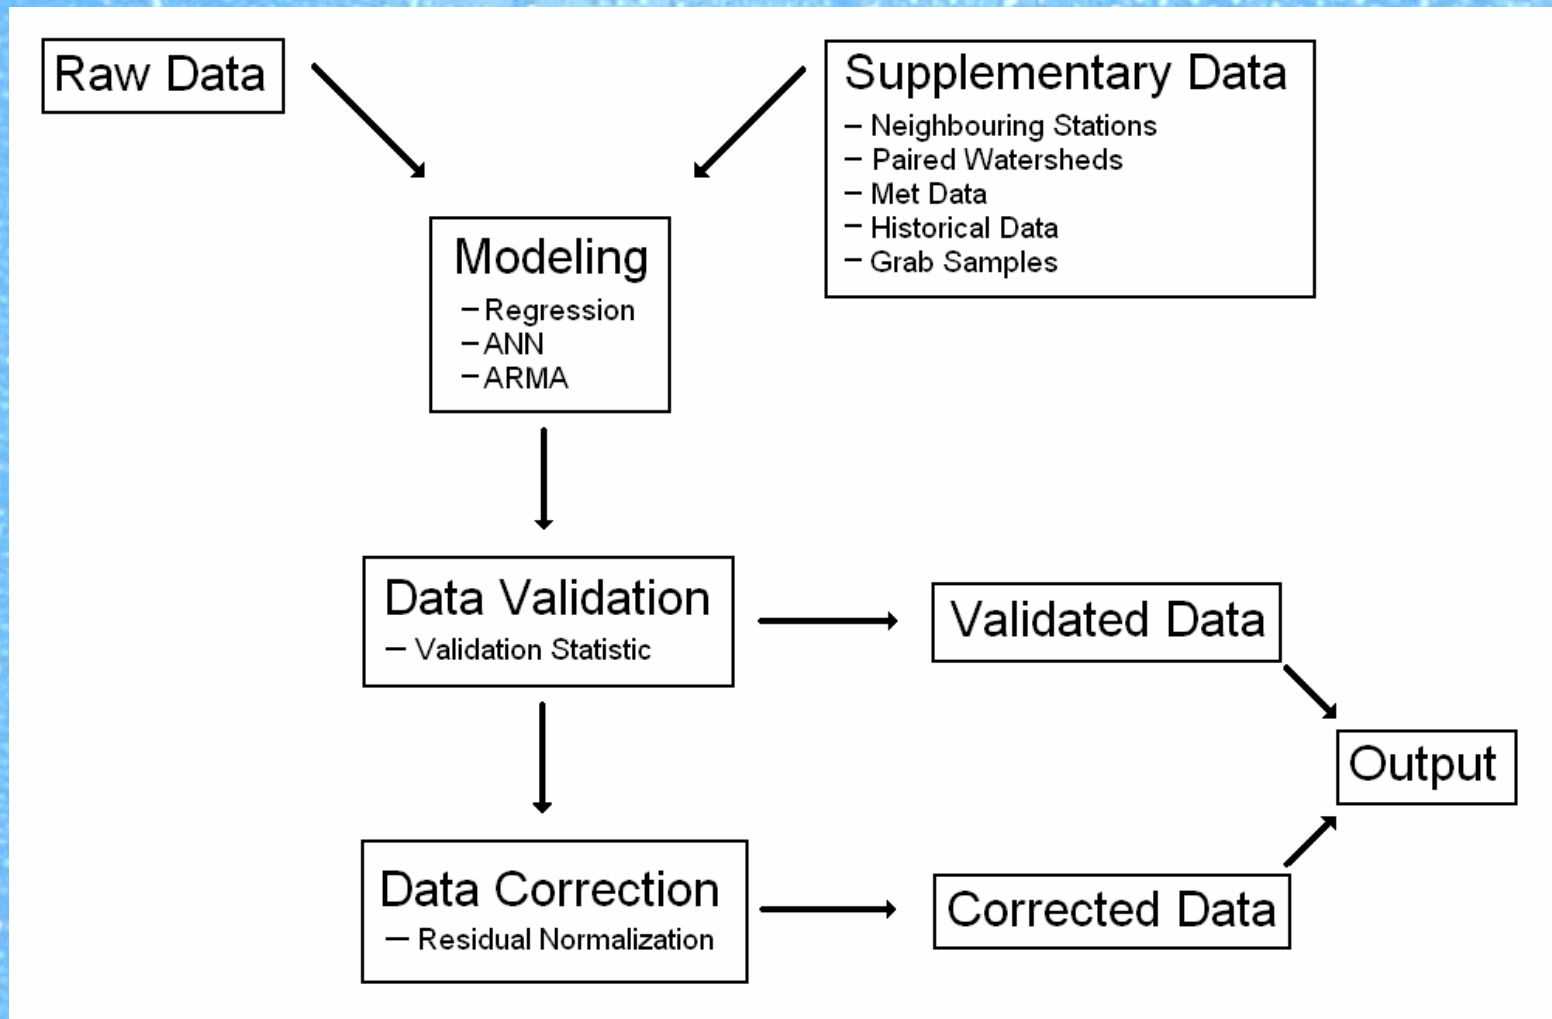 Raw Data
Supplementary Data
– Neighbouring Stations
– Paired Watersheds
– Met Data
– Historical Data
– Grab Samples
Modeling
– Regression
– ANN
– ARMA
Data Validation
– Validation Statistic
Validated Data
Output
Data Correction
– Residual Normalization
Corrected Data